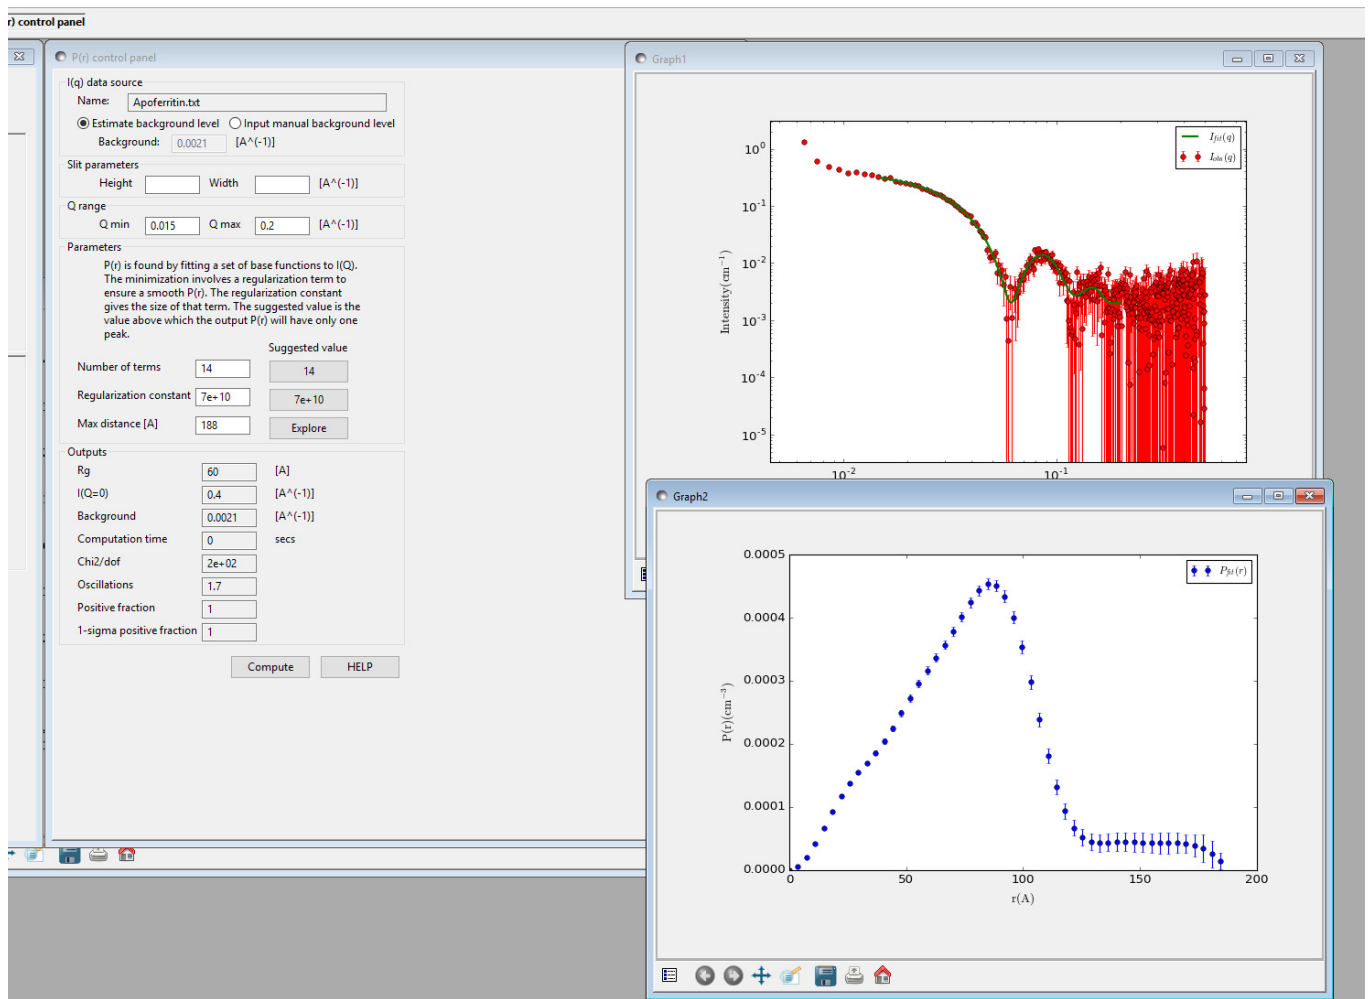 r) control panel
P(r) control panel
I(q) data source
Name: Apoferritin.txt
Estimate background level Input manual background level
Background: 0.0021 [A^(-1)]
Slit parameters
Height Width [A^(-1)]
Q range
Q min 0.015 Q max 0.2 [A^(-1)]
Parameters
P(r) is found by fitting a set of base functions to I(Q).
The minimization involves a regularization term to
ensure a smooth P(r). The regularization constant
gives the size of that term. The suggested value is the
value above which the output P(r) will have only one
peak.
Suggested value
Number of terms 14 14
Regularization constant 7e+10 7e+10
Max distance [A] 188 Explore
Outputs
Rg 60 [A]
I(Q=0) 0.4 [A^(-1)]
Background 0.0021 [A^(-1)]
Computation time 0 secs
Chi2/dof 2e+02
Oscillations 1.7
Positive fraction 1
1-sigma positive fraction 1
Compute HELP
Graph1
I_fit(q)
I_obs(q)
10^0
10^-1
10^-2
10^-3
10^-4
10^-5
Intensity(cm^-1)
10^-2 10^-1
Graph2
P_fit(r)
0.0005
0.0004
0.0003
0.0002
0.0001
0.0000
P(r)(cm^-3)
0 50 100 150 200
r(A)